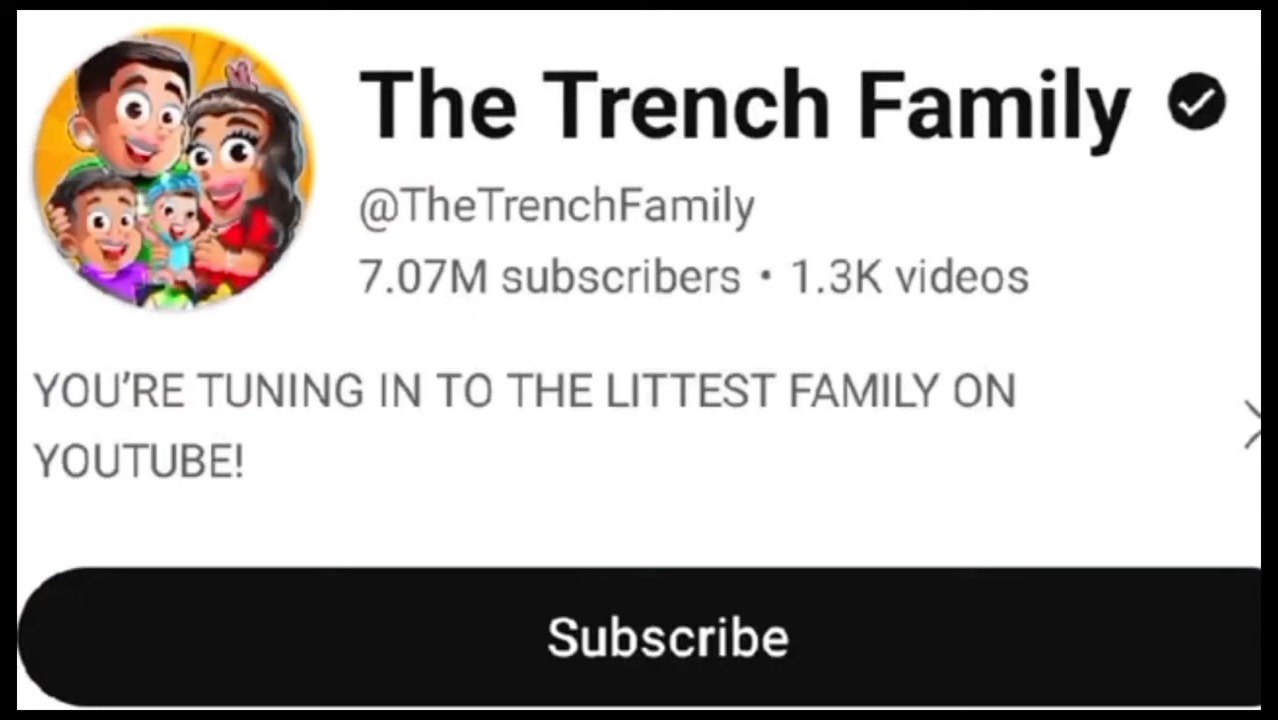 The Trench Family
@TheTrenchFamily
7.07M subscribers • 1.3K videos
YOU’RE TUNING IN TO THE LITTEST FAMILY ON
YOUTUBE!
Subscribe